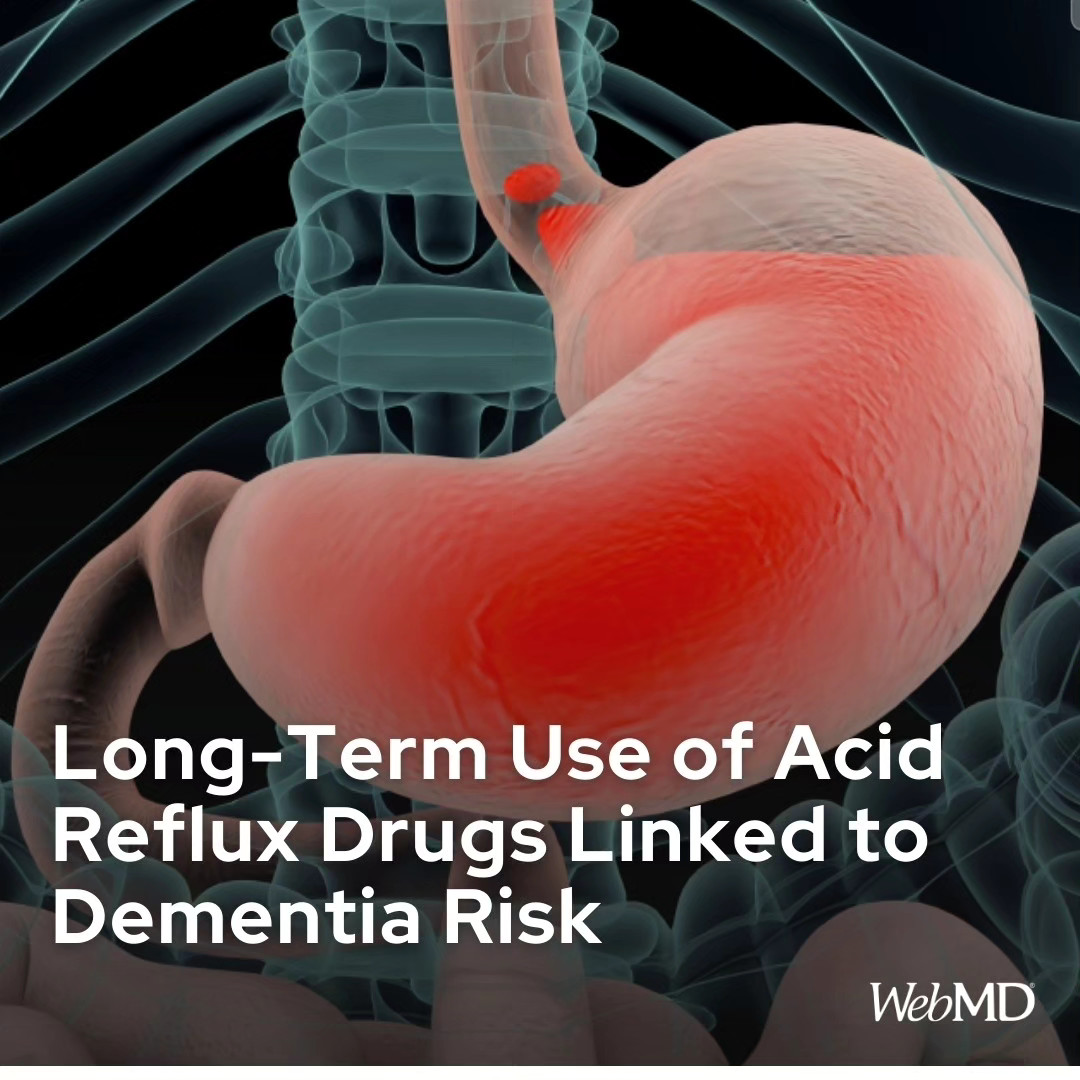 Long-Term Use of Acid
Reflux Drugs Linked to
Dementia Risk
WebMD®